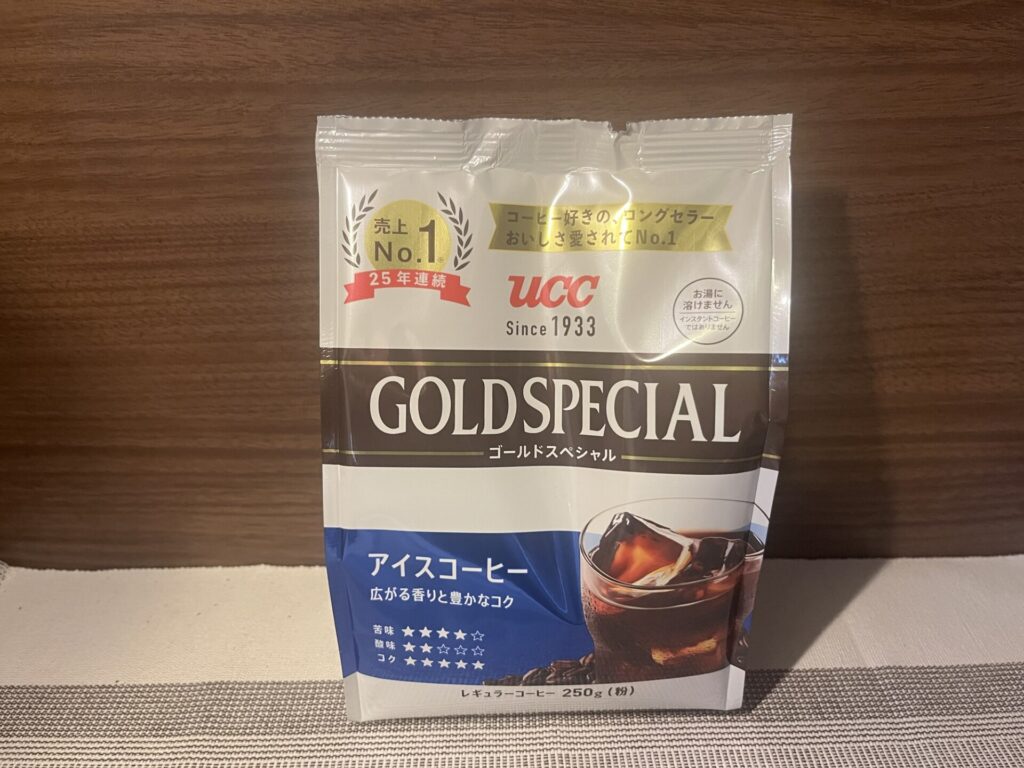 売上
No.1
25年連続
コーヒー好きの、ロングセラー
おいしさ愛されてNo.1
UCC
Since 1933
お湯に
溶けません
インスタントコーヒー
ではありません
GOLD SPECIAL
ゴールドスペシャル
アイスコーヒー
広がる香りと豊かなコク
苦味 ★★★★☆
酸味 ★★☆☆☆
コク ★★★★★
レギュラーコーヒー 250g(粉)